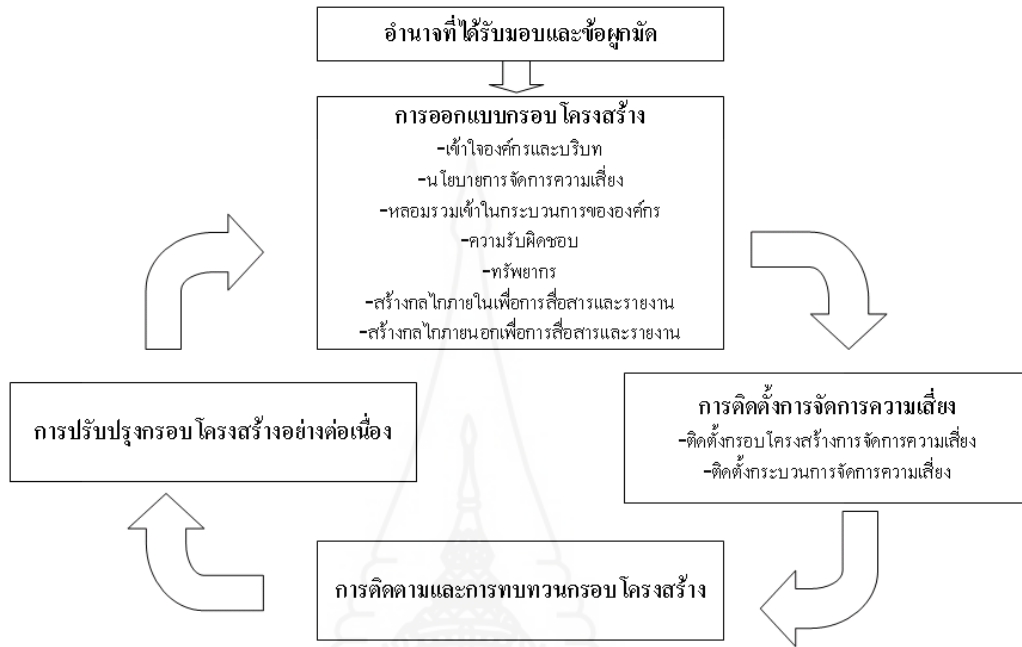 อำนาจที่ได้รับมอบและข้อผูกมัด
การออกแบบกรอบโครงสร้าง
-เข้าใจองค์กรและบริบท
-นโยบายการจัดการความเสี่ยง
-หลอมรวมเข้าในกระบวนการขององค์กร
-ความรับผิดชอบ
-ทรัพยากร
-สร้างกลไกภายในเพื่อการสื่อสารและรายงาน
-สร้างกลไกภายนอกเพื่อการสื่อสารและรายงาน
การติดตั้งการจัดการความเสี่ยง
-ติดตั้งกรอบโครงสร้างการจัดการความเสี่ยง
-ติดตั้งกระบวนการจัดการความเสี่ยง
การติดตามและการทบทวนกรอบโครงสร้าง
การปรับปรุงกรอบโครงสร้างอย่างต่อเนื่อง